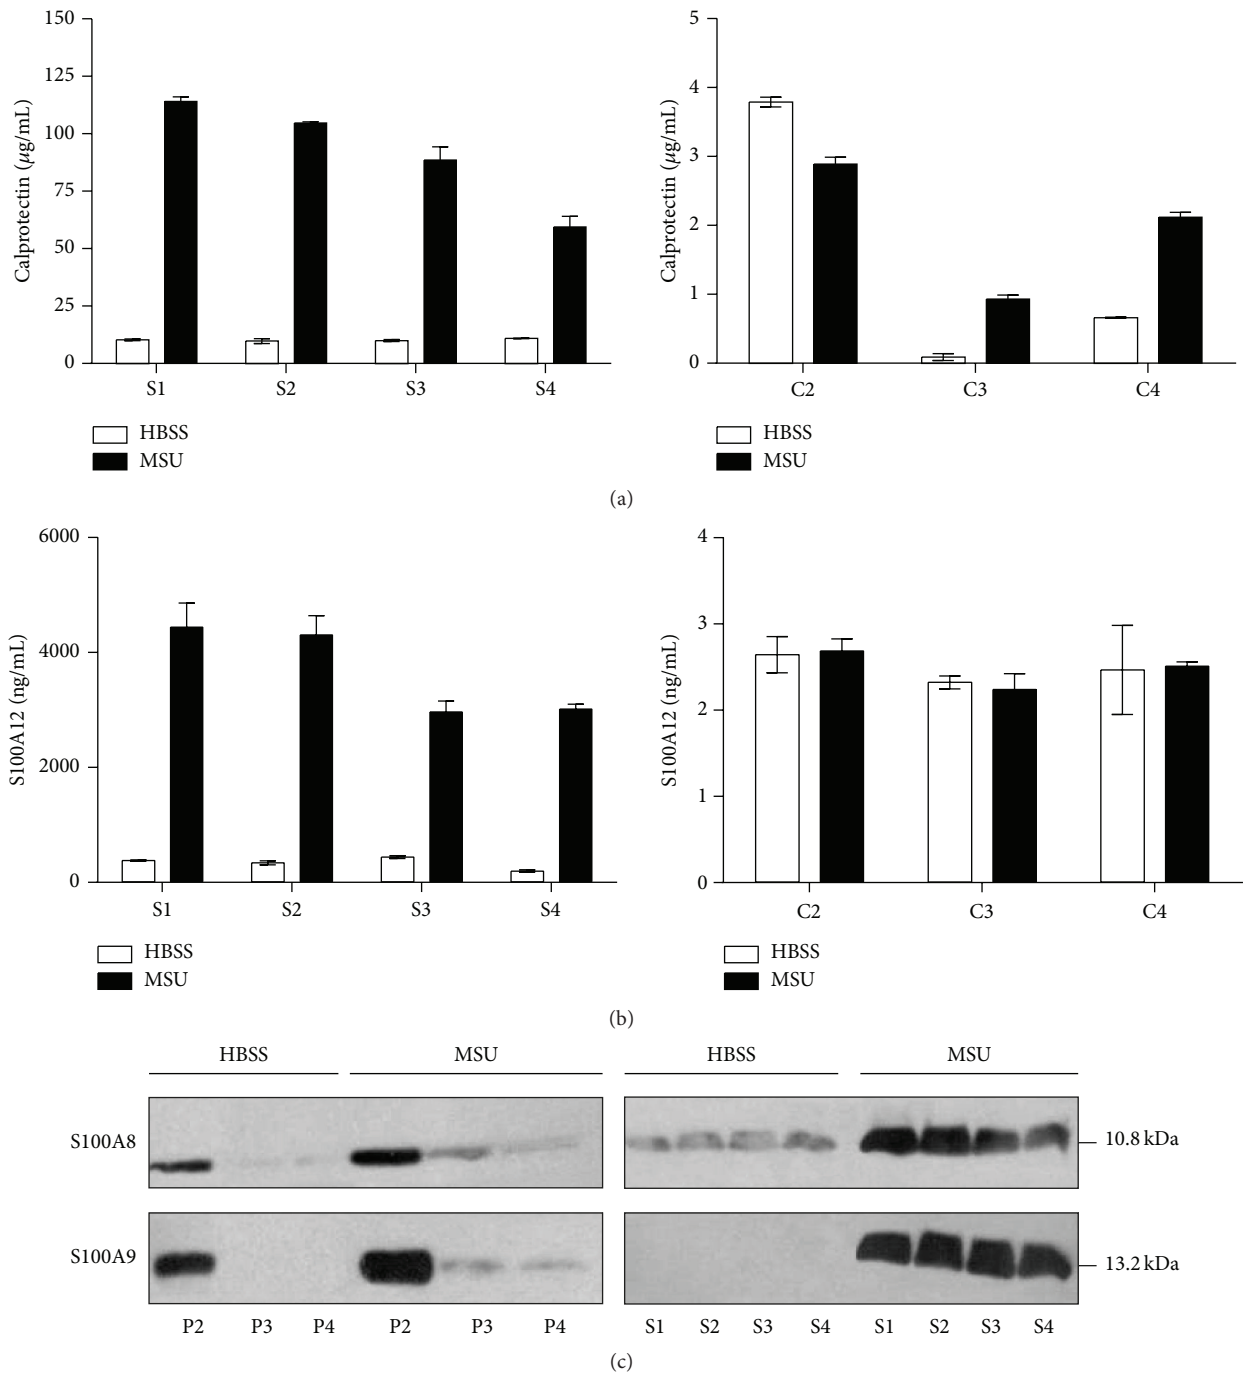 150
125
100
75
50
25
0
Calprotectin (µg/mL)
S1 S2 S3 S4
HBSS
MSU
5
4
3
2
1
0
Calprotectin (µg/mL)
C2 C3 C4
HBSS
MSU
(a)
6000
4000
2000
0
S100A12 (ng/mL)
S1 S2 S3 S4
HBSS
MSU
4
3
2
1
0
S100A12 (ng/mL)
C2 C3 C4
HBSS
MSU
(b)
HBSS MSU HBSS MSU
S100A8 10.8 kDa
S100A9 13.2 kDa
P2 P3 P4 P2 P3 P4 S1 S2 S3 S4 S1 S2 S3 S4
(c)